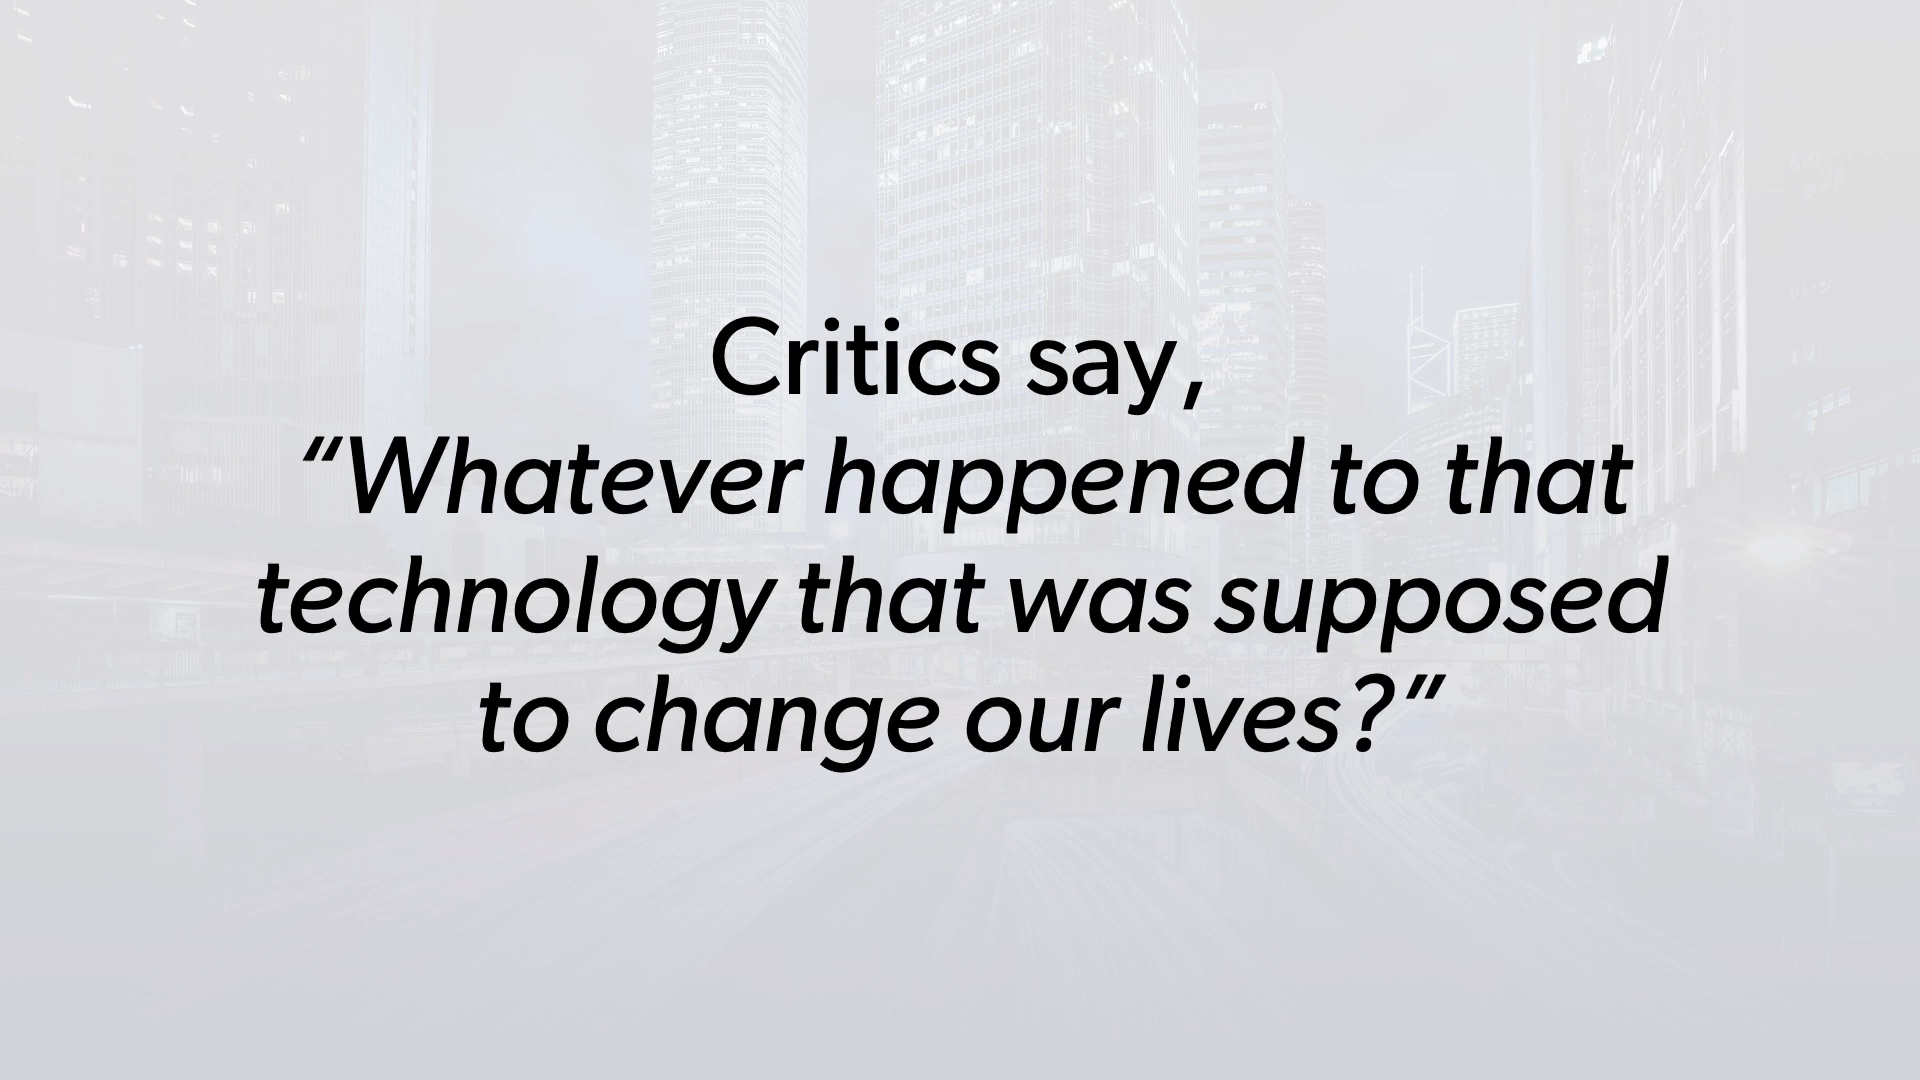 Critics say,
“Whatever happened to that
technology that was supposed
to change our lives?”